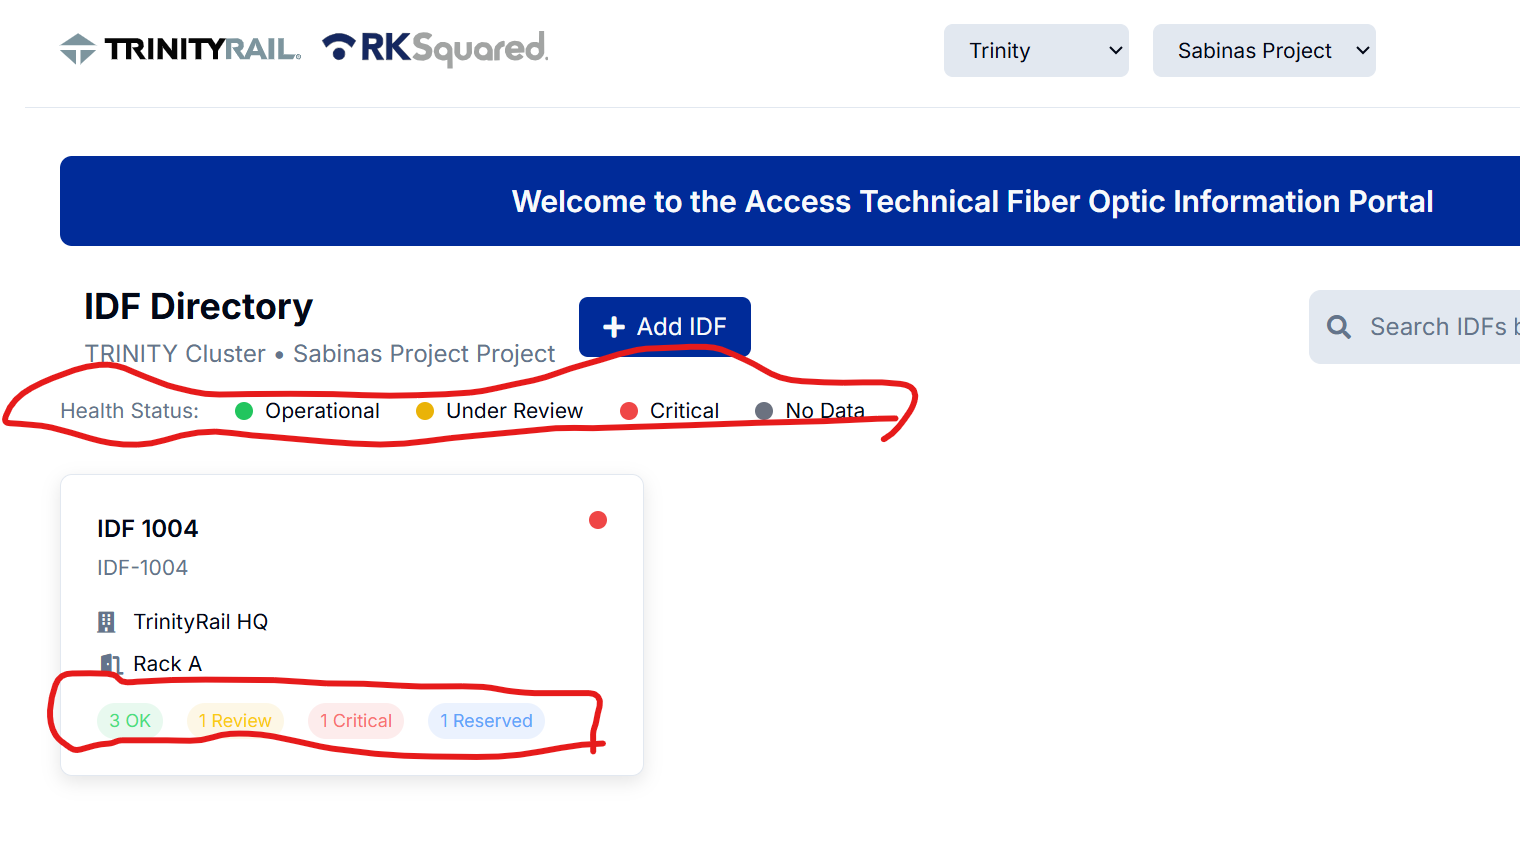 TRINITYRAIL® RKSquared.
Trinity
Sabinas Project
Welcome to the Access Technical Fiber Optic Information Portal
IDF Directory
Add IDF
TRINITY Cluster • Sabinas Project Project
Search IDFs
Health Status: Operational Under Review Critical No Data
IDF 1004
IDF-1004
TrinityRail HQ
Rack A
3 OK 1 Review 1 Critical 1 Reserved